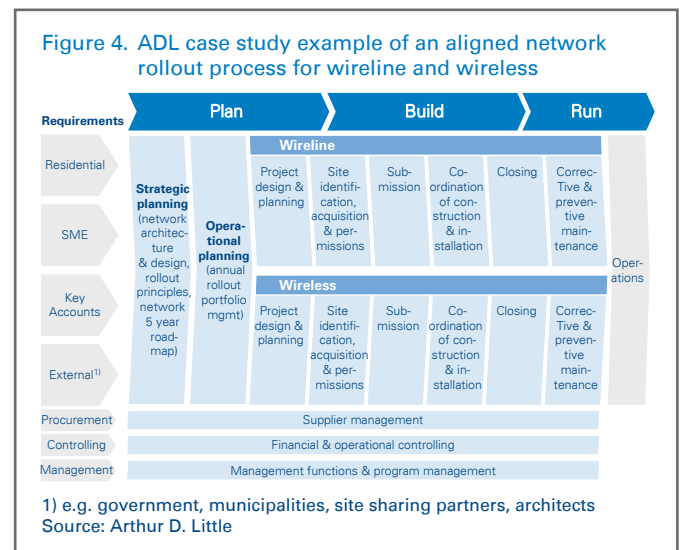 Figure 4. ADL case study example of an aligned network
rollout process for wireline and wireless
Requirements
Plan
Build
Run
Residential
SME
Key
Accounts
External1)
Strategic
planning
(network
architec-
ture
& design,
rollout
principles,
network
5 year
road-
map)
Opera-
tional
planning
(annual
rollout
portfolio
mgmt)
Wireline
Project
design &
planning
Site
identifi-
cation,
acquisition
& per-
missions
Sub-
mission
Co-
ordination
of con-
struction
& in-
stallation
Closing
Correc-
Tive &
preven-
tive
main-
tenance
Wireless
Project
design &
planning
Site
identifi-
cation,
acquisition
& per-
missions
Sub-
mission
Co-
ordination
of con-
struction
& in-
stallation
Closing
Correc-
Tive &
preven-
tive
main-
tenance
Oper-
ations
Procurement
Supplier management
Controlling
Financial & operational controlling
Management
Management functions & program management
1) e.g. government, municipalities, site sharing partners, architects
Source: Arthur D. Little